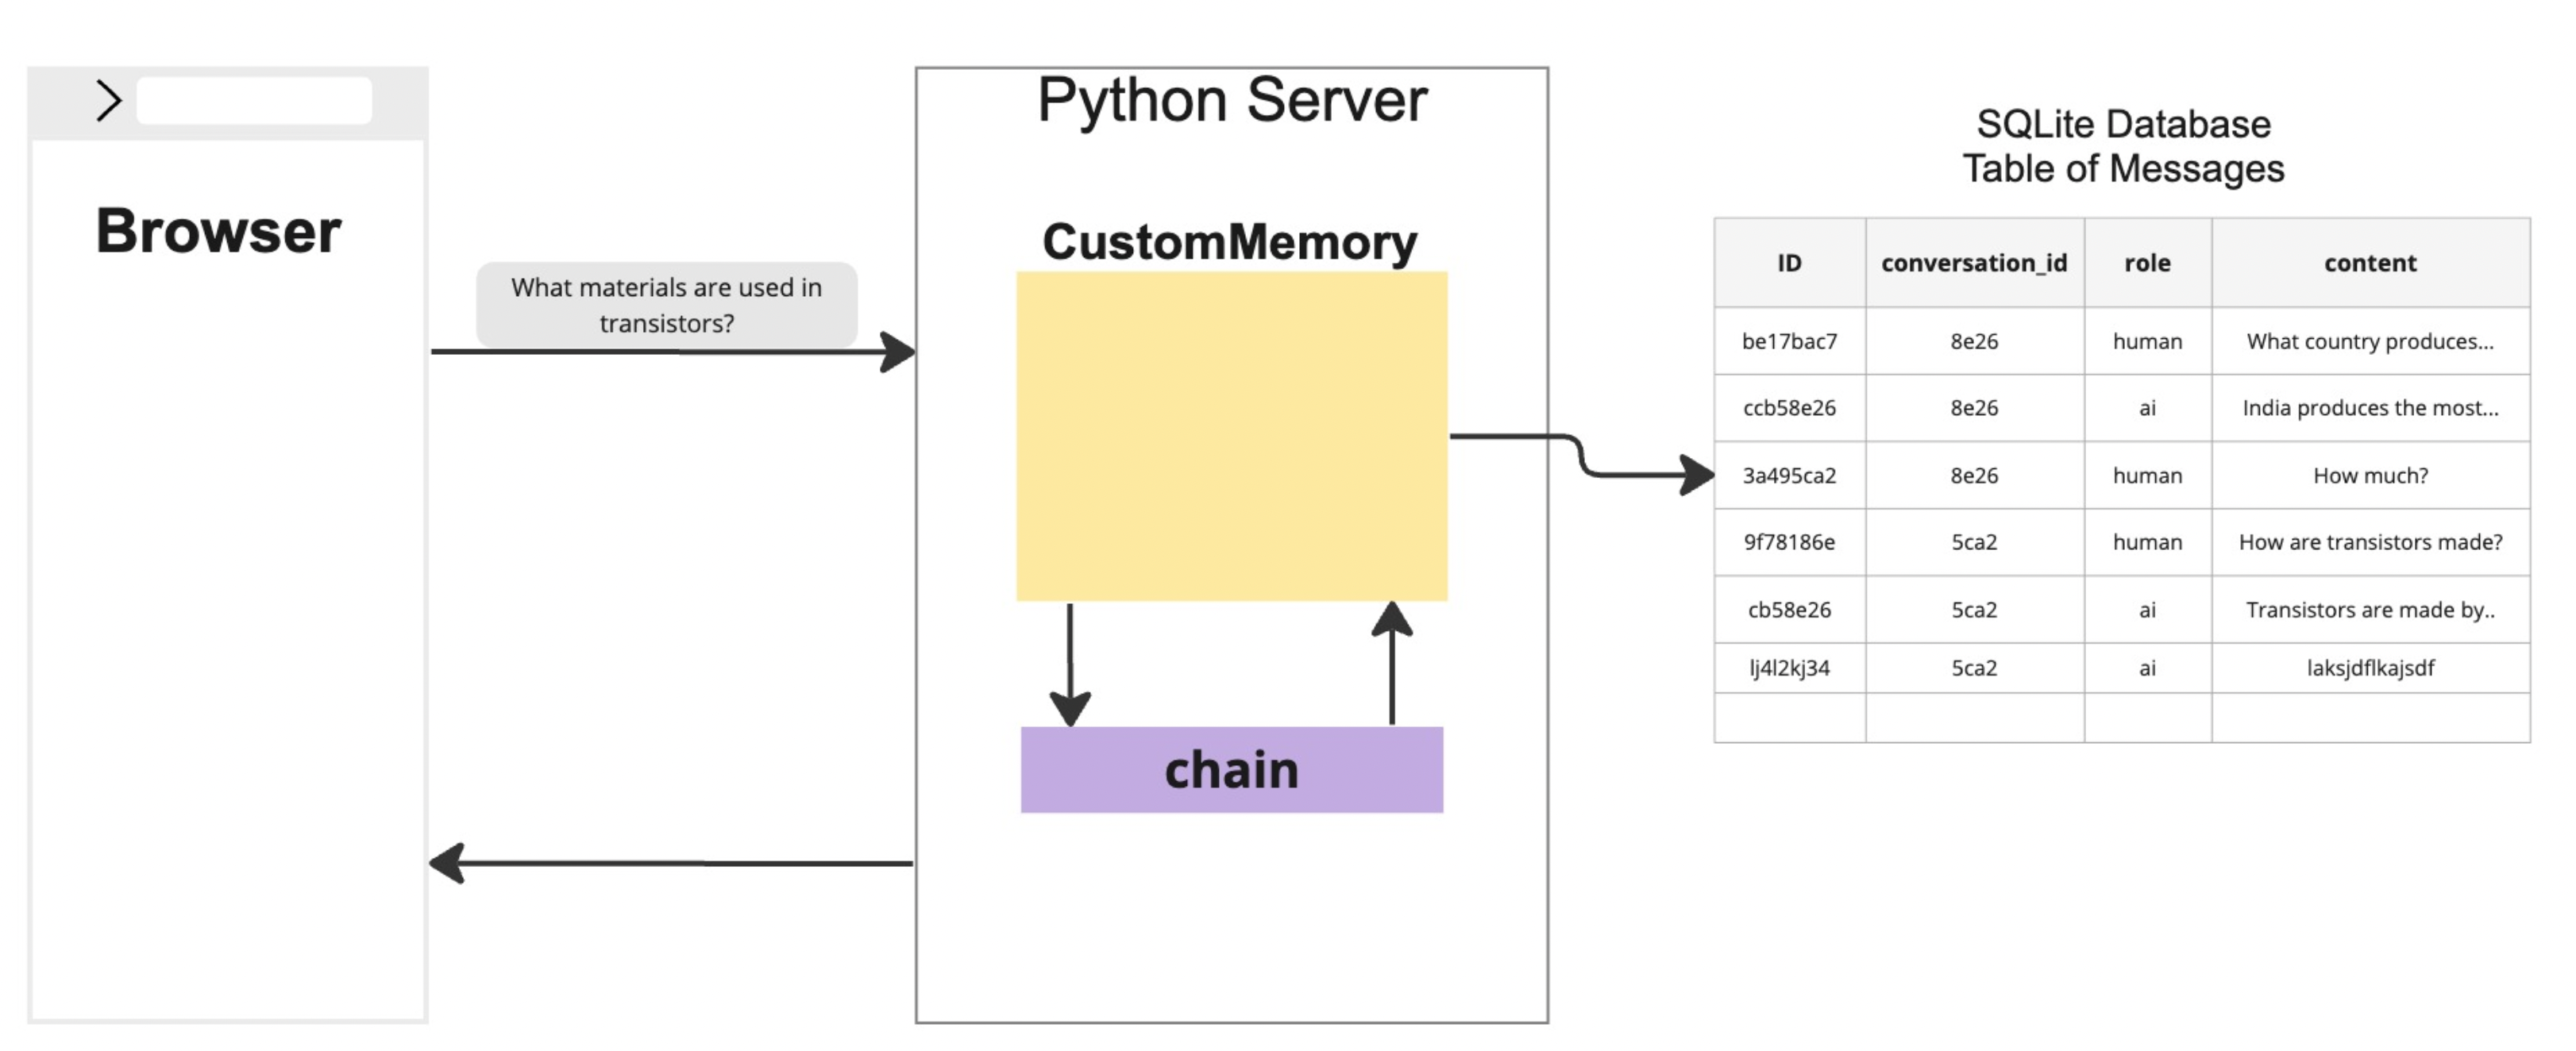 Browser
What materials are used in
transistors?
Python Server
CustomMemory
chain
SQLite Database
Table of Messages
ID conversation_id role content
be17bac7 8e26 human What country produces...
ccb58e26 8e26 ai India produces the most...
3a495ca2 8e26 human How much?
9f78186e 5ca2 human How are transistors made?
cb58e26 5ca2 ai Transistors are made by..
lj4l2kj34 5ca2 ai laksjdflkajsdf